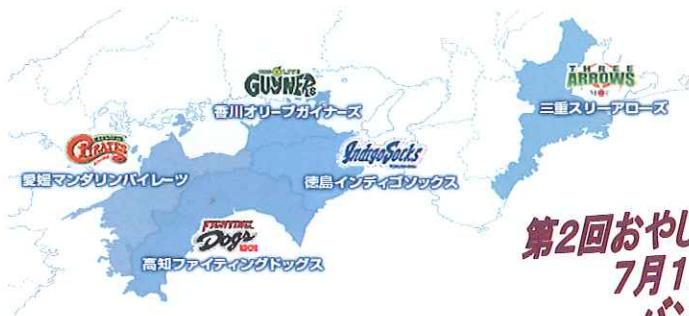 OLIVE
GUYNERS
香川オリーブガイナーズ
THREE
ARROWS
三重スリーアローズ
PIRATES
愛媛マンダリンパイレーツ
IndigoSocks
徳島インディゴソックス
FIGHTING
Dogs
高知ファイティングドッグス
第2回おやじ
7月1